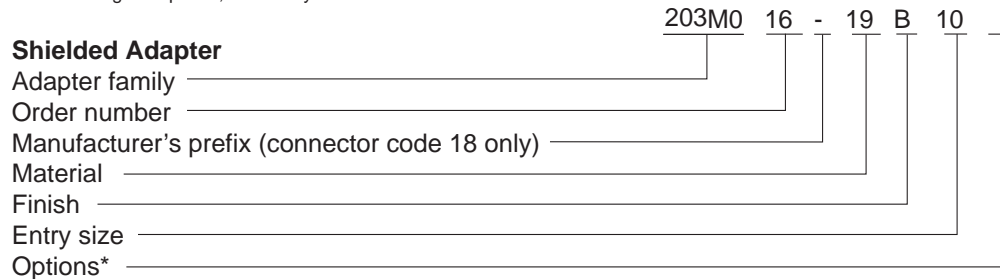 203M0 16 - 19 B 10
Shielded Adapter
Adapter family
Order number
Manufacturer's prefix (connector code 18 only)
Material
Finish
Entry size
Options*